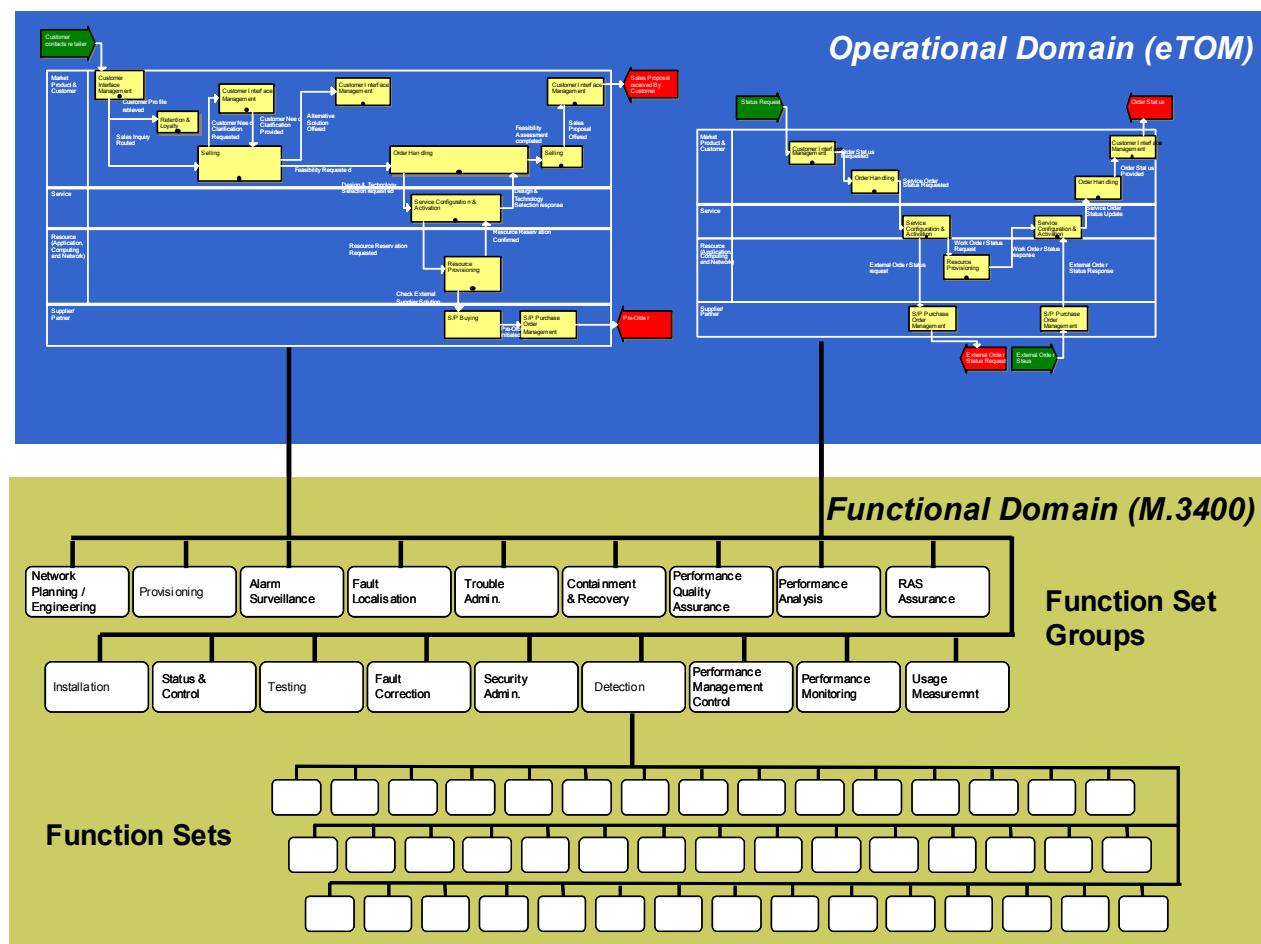 Operational Domain (eTOM)
Customer
contacts retailer
Market
Product &
Customer
Customer
Interface
Management
Customer Profile
retrieved
Retention &
Loyalty
Sales Inquiry
Routed
Customer Interface
Management
Customer Need
Clarification
Requested
Customer Need
Clarification
Provided
Selling
Alternative
Solution
Offered
Customer Interface
Management
Feasibility Requested
Order Handling
Feasibility
Assessment
completed
Selling
Sales
Proposal
Offered
Customer Interface
Management
Sales Proposal
received By
Customer
Service
Design & Technology
Selection requested
Service Configuration &
Activation
Design &
Technology
Selection response
Resource
(Application,
Computing
and Network)
Resource Reservation
Requested
Resource Reservation
Confirmed
Resource
Provisioning
Check External
Supplier Solution
Supplier/
Partner
S/P Buying
S/P Purchase
Order
Management
Pre-Order
Status Request
Order Status
Market
Product &
Customer
Customer Interface
Management
Order Status
Requested
Order Handling
Service Order
Status Requested
Customer Interface
Management
Order Status
Provided
Order Handling
Service Order
Status Update
Service
Service
Configuration &
Activation
Service
Configuration &
Activation
Resource
(Application,
Computing
and Network)
External Order Status
request
Work Order Status
Request
Resource
Provisioning
Work Order Status
response
External Order
Status Response
Supplier/
Partner
S/P Purchase
Order
Management
S/P Purchase
Order
Management
External Order
Status Request
External Order
Staus
Functional Domain (M.3400)
Network
Planning /
Engineering
Provisioning
Alarm
Surveillance
Fault
Localisation
Trouble
Admin.
Containment
& Recovery
Performance
Quality
Assurance
Performance
Analysis
RAS
Assurance
Function Set
Groups
Installation
Status &
Control
Testing
Fault
Correction
Security
Admin.
Detection
Performance
Management
Control
Performance
Monitoring
Usage
Measuremnt
Function Sets